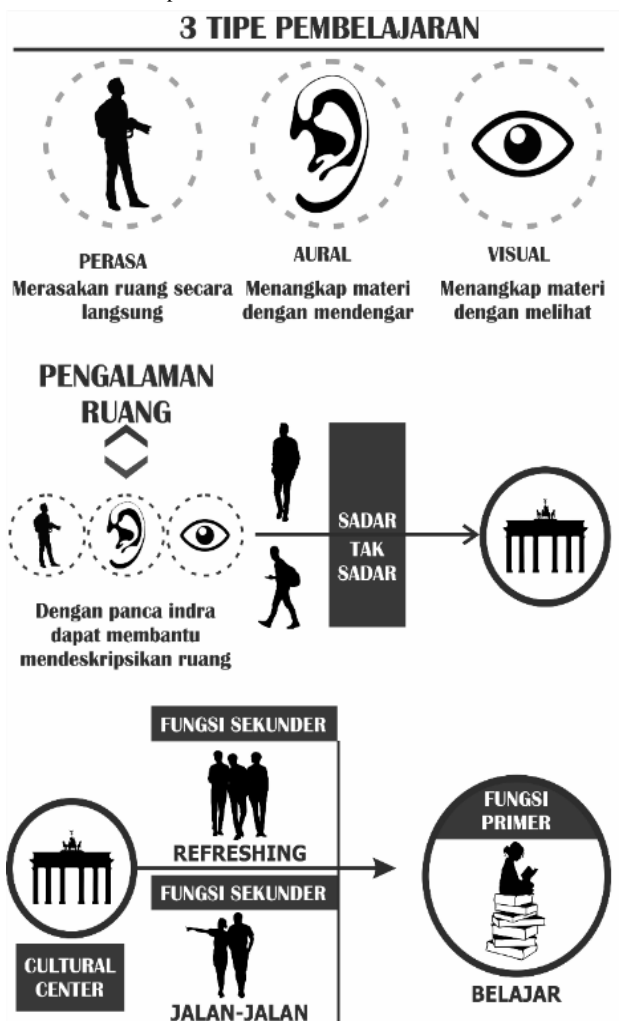 3 TIPE PEMBELAJARAN
PERASA
Merasakan ruang secara
langsung
AURAL
Menangkap materi
dengan mendengar
VISUAL
Menangkap materi
dengan melihat
PENGALAMAN
RUANG
Dengan panca indra
dapat membantu
mendeskripsikan ruang
SADAR
TAK
SADAR
FUNGSI SEKUNDER
REFRESHING
FUNGSI SEKUNDER
JALAN-JALAN
CULTURAL
CENTER
FUNGSI
PRIMER
BELAJAR